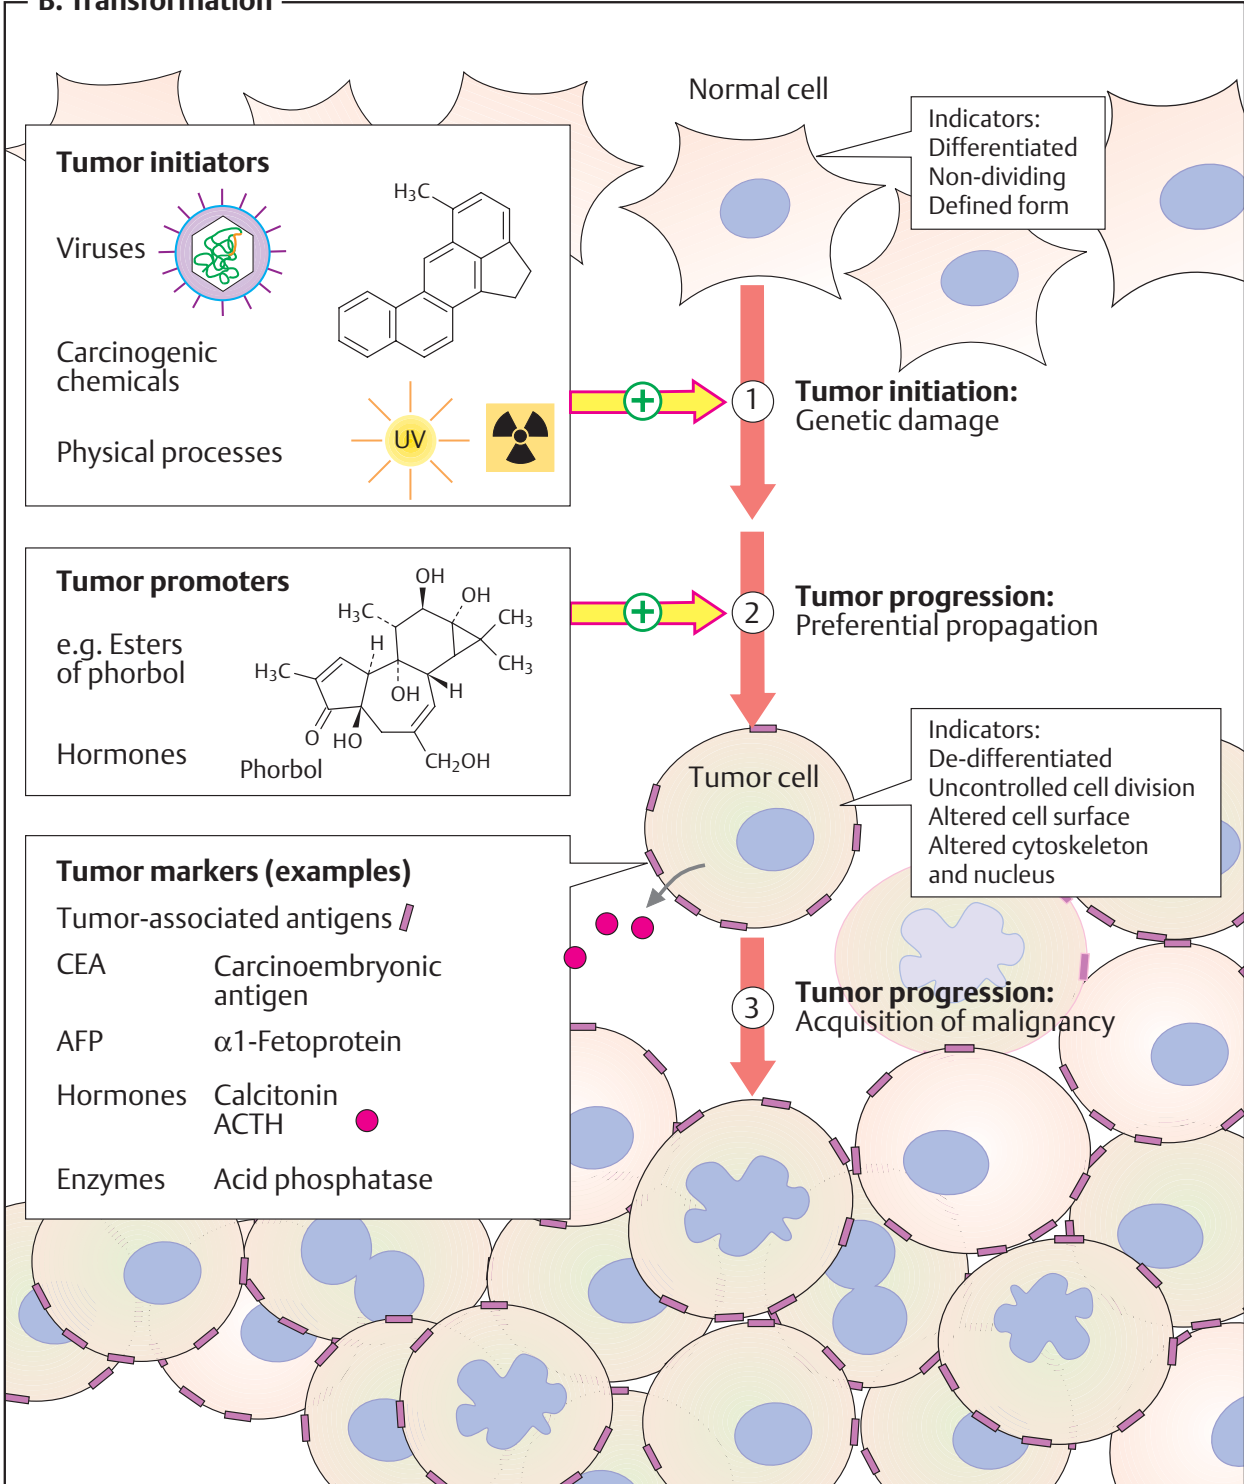 B. Transformation
Normal cell
Indicators:
Differentiated
Non-dividing
Defined form
Tumor initiators
Viruses
H₃C
Carcinogenic
chemicals
Physical processes
UV
+
1
Tumor initiation:
Genetic damage
Tumor promoters
e.g. Esters
of phorbol
Hormones
OH
OH
H₃C
CH₃
CH₃
H
H₃C
OH
H
O
HO
CH₂OH
Phorbol
+
2
Tumor progression:
Preferential propagation
Tumor cell
Indicators:
De-differentiated
Uncontrolled cell division
Altered cell surface
Altered cytoskeleton
and nucleus
Tumor markers (examples)
Tumor-associated antigens
CEA Carcinoembryonic
antigen
AFP α1-Fetoprotein
Hormones Calcitonin
ACTH
Enzymes Acid phosphatase
3
Tumor progression:
Acquisition of malignancy